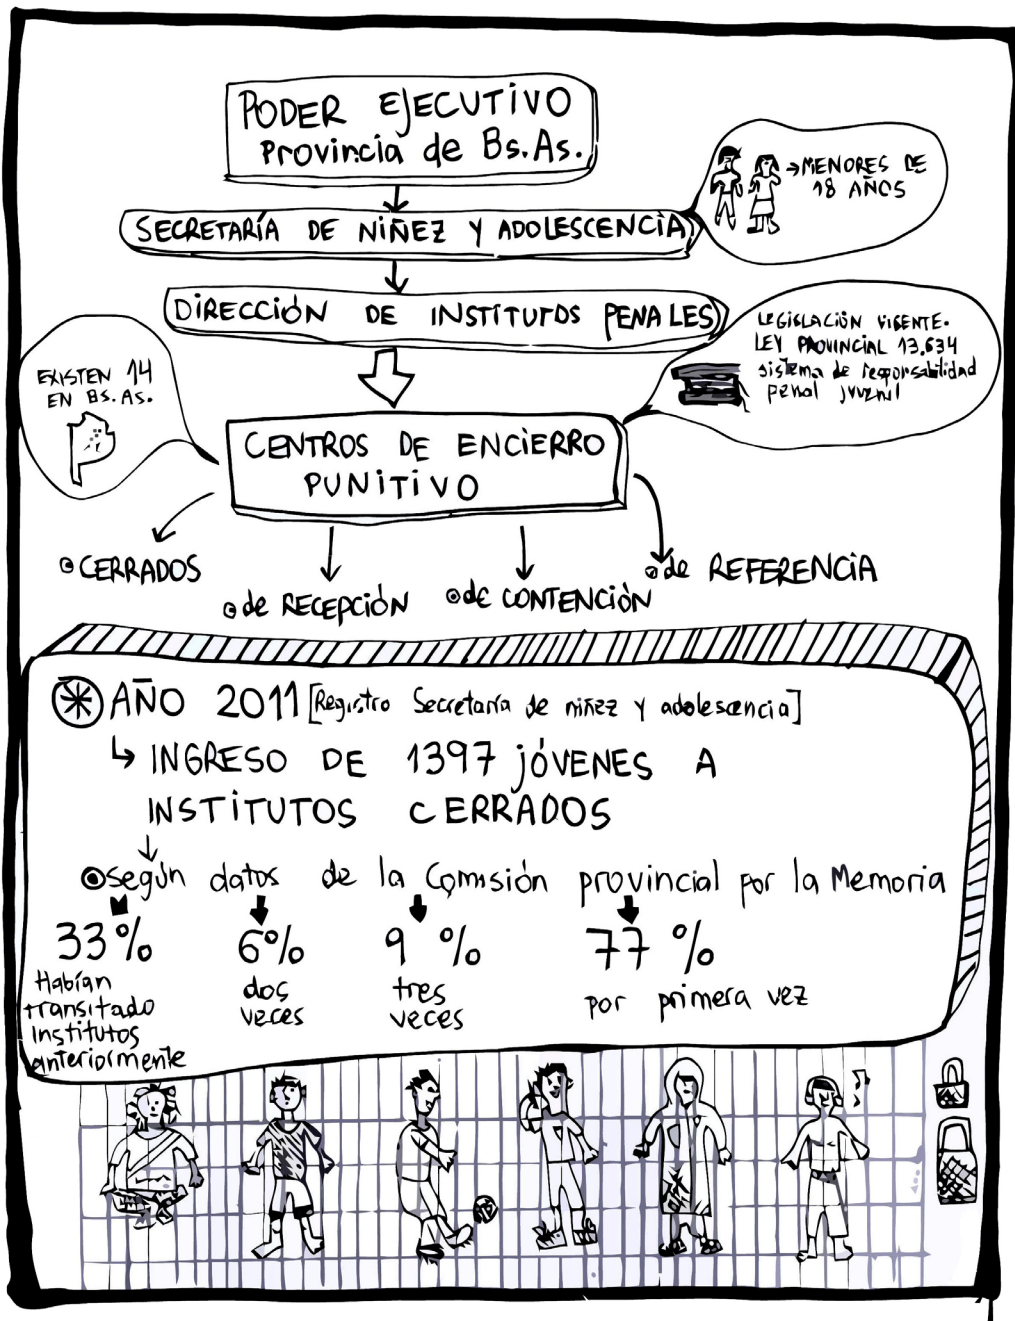 PODER EJECUTIVO
Provincia de Bs.As.
→MENORES DE
18 AÑOS
SECRETARÍA DE NIÑEZ Y ADOLESCENCIA
DIRECCIÓN DE INSTITUTOS PENALES
LEGISLACIÓN VIGENTE.
LEY PROVINCIAL 13.634
sistema de responsabilidad
penal juvenil
EXISTEN 14
EN BS. AS.
CENTROS DE ENCIERRO
PUNITIVO
CERRADOS
de RECEPCIÓN
de CONTENCIÓN
de REFERENCIA
AÑO 2011 [Registro Secretaría de niñez y adolescencia]
↳ INGRESO DE 1397 JÓVENES A
INSTITUTOS CERRADOS
según datos de la Comisión provincial por la Memoria
33%
Habían
transitado
institutos
anteriormente
6%
dos
veces
9 %
tres
veces
77 %
por primera vez